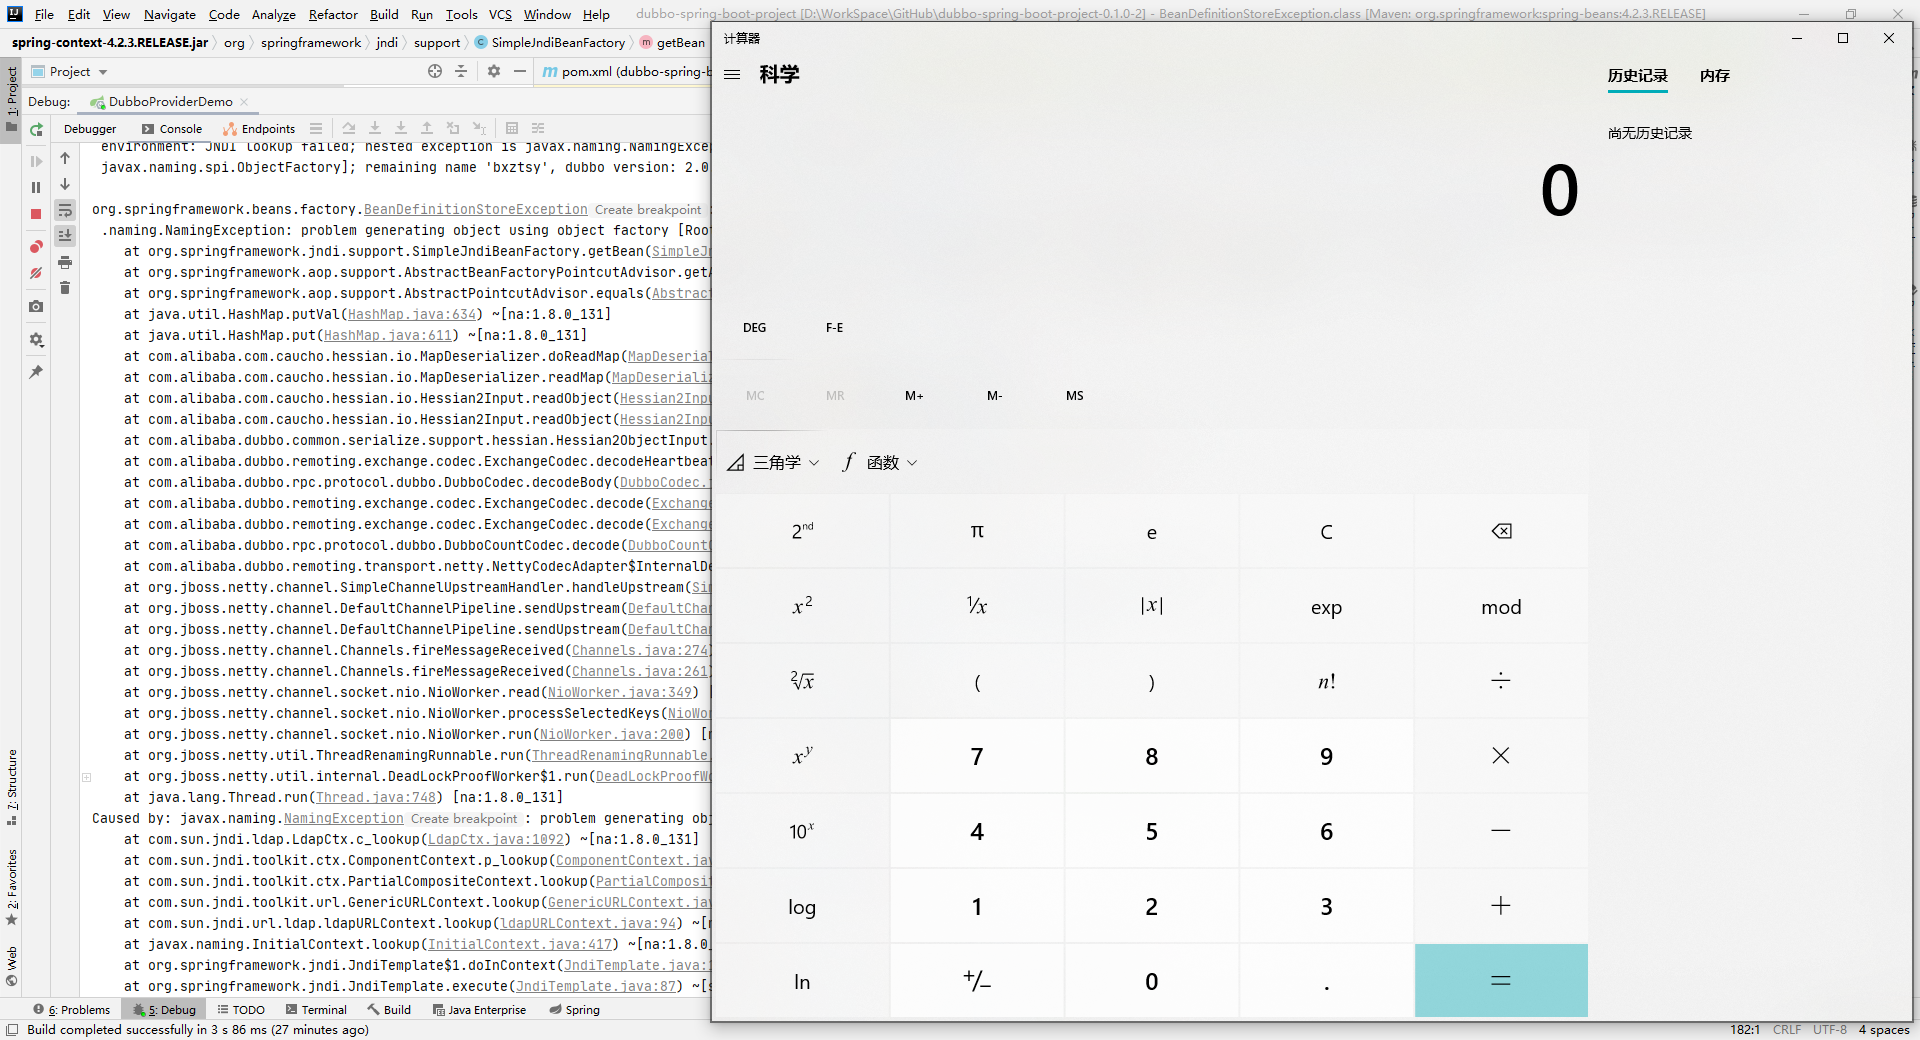 File Edit View Navigate Code Analyze Refactor Build Run Tools VCS Window Help dubbo-spring-boot-project [D:\WorkSpace\GitHub\dubbo-spring-boot-project-0.1.0-2] - BeanDefinitionStoreException.class [Maven: org.springframework:spring-beans:4.2.3.RELEASE]
spring-context-4.2.3.RELEASE.jar org springframework jndi support SimpleJndiBeanFactory getBean
Project pom.xml (dubbo-spring-b
Debug: DubboProviderDemo
Debugger Console Endpoints
environment: JNDI lookup failed; nested exception is javax.naming.NamingExce
javax.naming.spi.ObjectFactory]; remaining name 'bxztsy', dubbo version: 2.0
org.springframework.beans.factory.BeanDefinitionStoreException Create breakpoint :
.naming.NamingException: problem generating object using object factory [Roo
at org.springframework.jndi.support.SimpleJndiBeanFactory.getBean(SimpleJn
at org.springframework.aop.support.AbstractBeanFactoryPointcutAdvisor.getA
at org.springframework.aop.support.AbstractPointcutAdvisor.equals(Abstrac
at java.util.HashMap.putVal(HashMap.java:634) ~[na:1.8.0_131]
at java.util.HashMap.put(HashMap.java:611) ~[na:1.8.0_131]
at com.alibaba.com.caucho.hessian.io.MapDeserializer.doReadMap(MapDeserial
at com.alibaba.com.caucho.hessian.io.MapDeserializer.readMap(MapDeserializ
at com.alibaba.com.caucho.hessian.io.Hessian2Input.readObject(Hessian2Inpu
at com.alibaba.com.caucho.hessian.io.Hessian2Input.readObject(Hessian2Inpu
at com.alibaba.dubbo.common.serialize.support.hessian.Hessian2ObjectInput.
at com.alibaba.dubbo.remoting.exchange.codec.ExchangeCodec.decodeHeartbeat
at com.alibaba.dubbo.rpc.protocol.dubbo.DubboCodec.decodeBody(DubboCodec.j
at com.alibaba.dubbo.remoting.exchange.codec.ExchangeCodec.decode(Exchange
at com.alibaba.dubbo.remoting.exchange.codec.ExchangeCodec.decode(Exchange
at com.alibaba.dubbo.rpc.protocol.dubbo.DubboCountCodec.decode(DubboCountC
at com.alibaba.dubbo.remoting.transport.netty.NettyCodecAdapter$InternalDe
at org.jboss.netty.channel.SimpleChannelUpstreamHandler.handleUpstream(Sim
at org.jboss.netty.channel.DefaultChannelPipeline.sendUpstream(DefaultChan
at org.jboss.netty.channel.DefaultChannelPipeline.sendUpstream(DefaultChan
at org.jboss.netty.channel.Channels.fireMessageReceived(Channels.java:274)
at org.jboss.netty.channel.Channels.fireMessageReceived(Channels.java:261)
at org.jboss.netty.channel.socket.nio.NioWorker.read(NioWorker.java:349) [
at org.jboss.netty.channel.socket.nio.NioWorker.processSelectedKeys(NioWor
at org.jboss.netty.channel.socket.nio.NioWorker.run(NioWorker.java:200) [n
at org.jboss.netty.util.ThreadRenamingRunnable.run(ThreadRenamingRunnable.
at org.jboss.netty.util.internal.DeadLockProofWorker$1.run(DeadLockProofWo
at java.lang.Thread.run(Thread.java:748) [na:1.8.0_131]
Caused by: javax.naming.NamingException Create breakpoint : problem generating obj
at com.sun.jndi.ldap.LdapCtx.c_lookup(LdapCtx.java:1092) ~[na:1.8.0_131]
at com.sun.jndi.toolkit.ctx.ComponentContext.p_lookup(ComponentContext.jav
at com.sun.jndi.toolkit.ctx.PartialCompositeContext.lookup(PartialComposit
at com.sun.jndi.toolkit.url.GenericURLContext.lookup(GenericURLContext.jav
at com.sun.jndi.url.ldap.ldapURLContext.lookup(ldapURLContext.java:94) ~[n
at javax.naming.InitialContext.lookup(InitialContext.java:417) ~[na:1.8.0_
at org.springframework.jndi.JndiTemplate$1.doInContext(JndiTemplate.java:1
at org.springframework.jndi.JndiTemplate.execute(JndiTemplate.java:87) ~[s
1: Project
7: Structure
2: Favorites
Web
6: Problems 5: Debug TODO Terminal Build Java Enterprise Spring
Build completed successfully in 3 s 86 ms (27 minutes ago)
182:1 CRLF UTF-8 4 spaces
计算器
科学
历史记录 内存
尚无历史记录
0
DEG F-E
MC MR M+ M- MS
三角学 f 函数
2nd π e C
x² ¹/x |x| exp mod
²√x ( ) n! ÷
xʸ 7 8 9 ×
10ˣ 4 5 6 −
log 1 2 3 +
ln +/− 0 . =